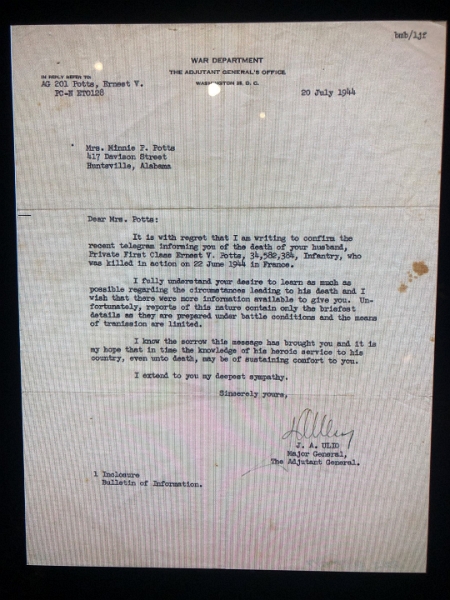 bmb/ljf
WAR DEPARTMENT
THE ADJUTANT GENERAL'S OFFICE
WASHINGTON 25, D. C.
IN REPLY REFER TO:
AG 201 Potts, Ernest V.
PC-N ETO128
20 July 1944
Mrs. Minnie P. Potts
417 Davison Street
Huntsville, Alabama
Dear Mrs. Potts:
It is with regret that I am writing to confirm the
recent telegram informing you of the death of your husband,
Private First Class Ernest V. Potts, 34,582,384, Infantry, who
was killed in action on 22 June 1944 in France.
I fully understand your desire to learn as much as
possible regarding the circumstances leading to his death and I
wish that there were more information available to give you. Un-
fortunately, reports of this nature contain only the briefest
details as they are prepared under battle conditions and the means
of tranission are limited.
I know the sorrow this message has brought you and it is
my hope that in time the knowledge of his heroic service to his
country, even unto death, may be of sustaining comfort to you.
I extend to you my deepest sympathy.
Sincerely yours,
J. A. ULIO
Major General,
The Adjutant General.
1 Inclosure
Bulletin of Information.